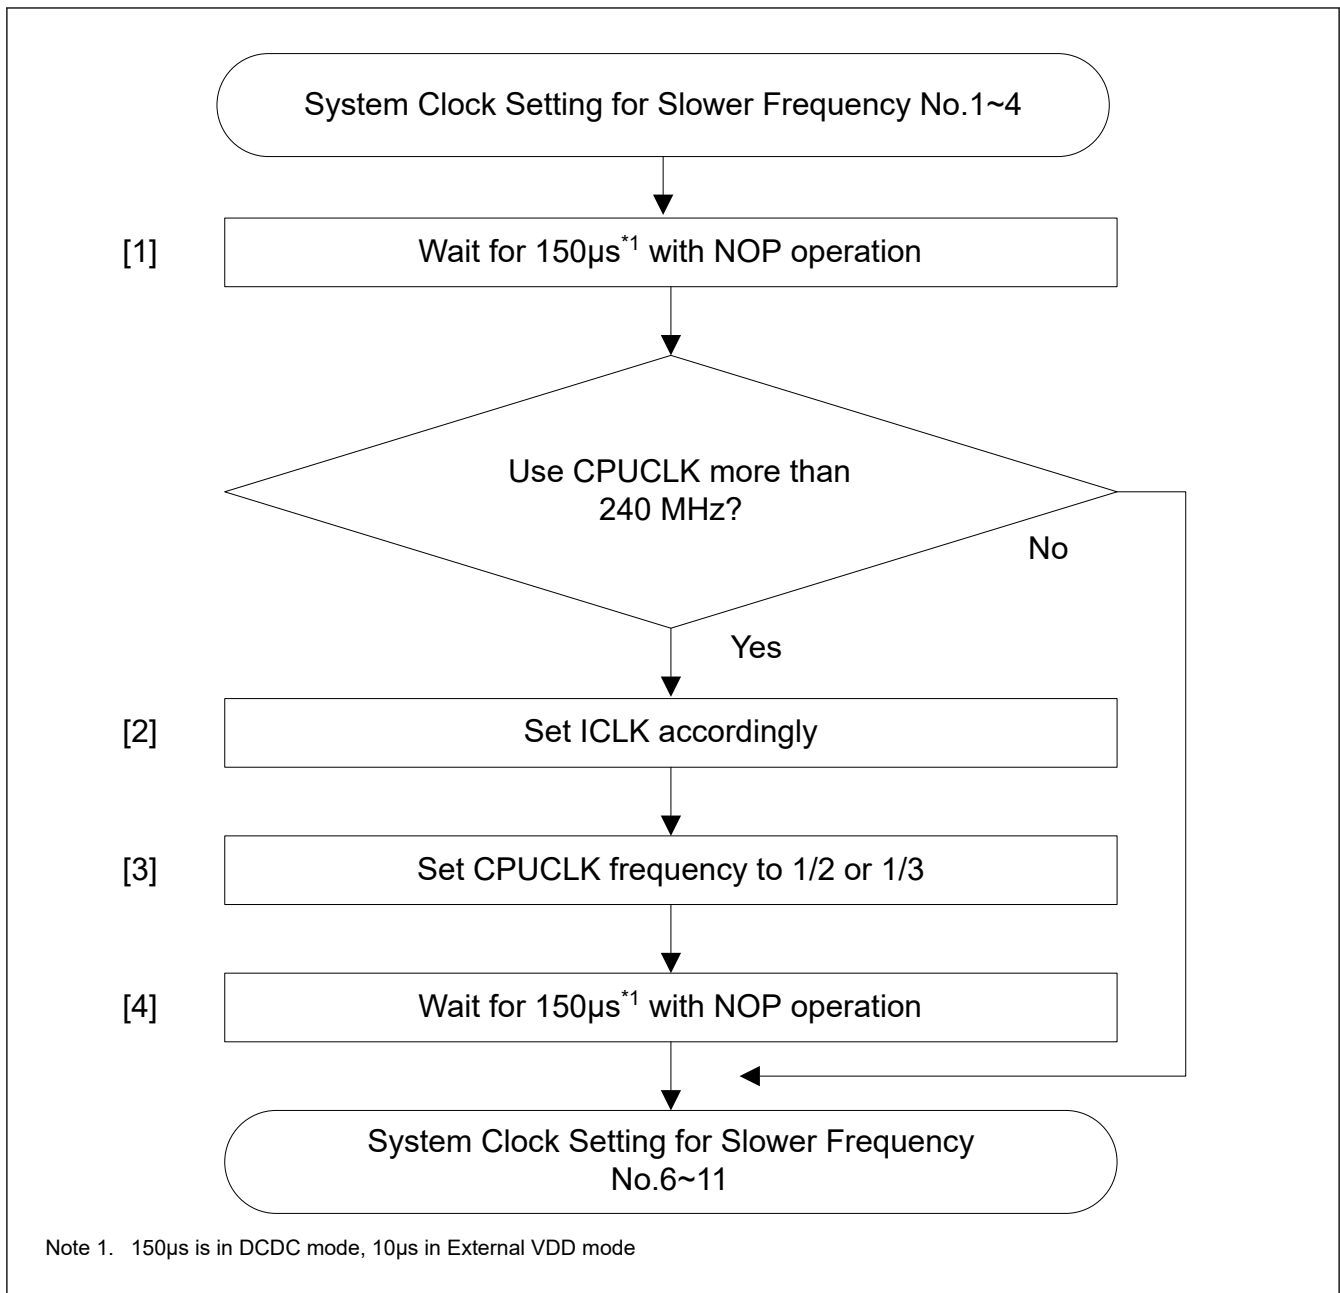 System Clock Setting for Slower Frequency No.1~4
[1] Wait for 150µs*1 with NOP operation
Use CPUCLK more than
240 MHz?
No
Yes
[2] Set ICLK accordingly
[3] Set CPUCLK frequency to 1/2 or 1/3
[4] Wait for 150µs*1 with NOP operation
System Clock Setting for Slower Frequency
No.6~11
Note 1. 150µs is in DCDC mode, 10µs in External VDD mode